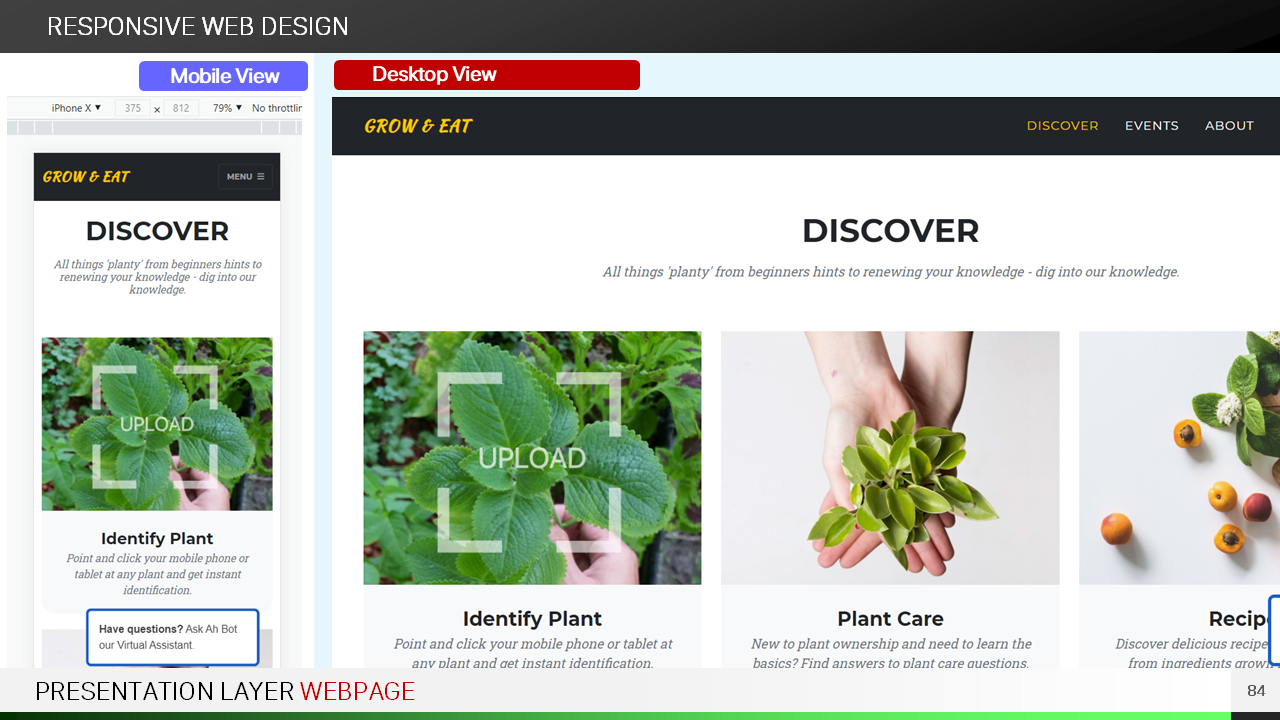 RESPONSIVE WEB DESIGN
Mobile View
iPhone X ▼ 375 × 812 79% ▼ No throttlin
GROW & EAT
MENU ☰
DISCOVER
All things 'planty' from beginners hints to
renewing your knowledge - dig into our
knowledge.
UPLOAD
Identify Plant
Point and click your mobile phone or
tablet at any plant and get instant
identification.
Have questions? Ask Ah Bot
our Virtual Assistant.
Desktop View
GROW & EAT
DISCOVER EVENTS ABOUT
DISCOVER
All things 'planty' from beginners hints to renewing your knowledge - dig into our knowledge.
UPLOAD
Identify Plant
Point and click your mobile phone or tablet at
any plant and get instant identification.
Plant Care
New to plant ownership and need to learn the
basics? Find answers to plant care questions.
Recipe
Discover delicious recipe
from ingredients grown
PRESENTATION LAYER WEBPAGE
84